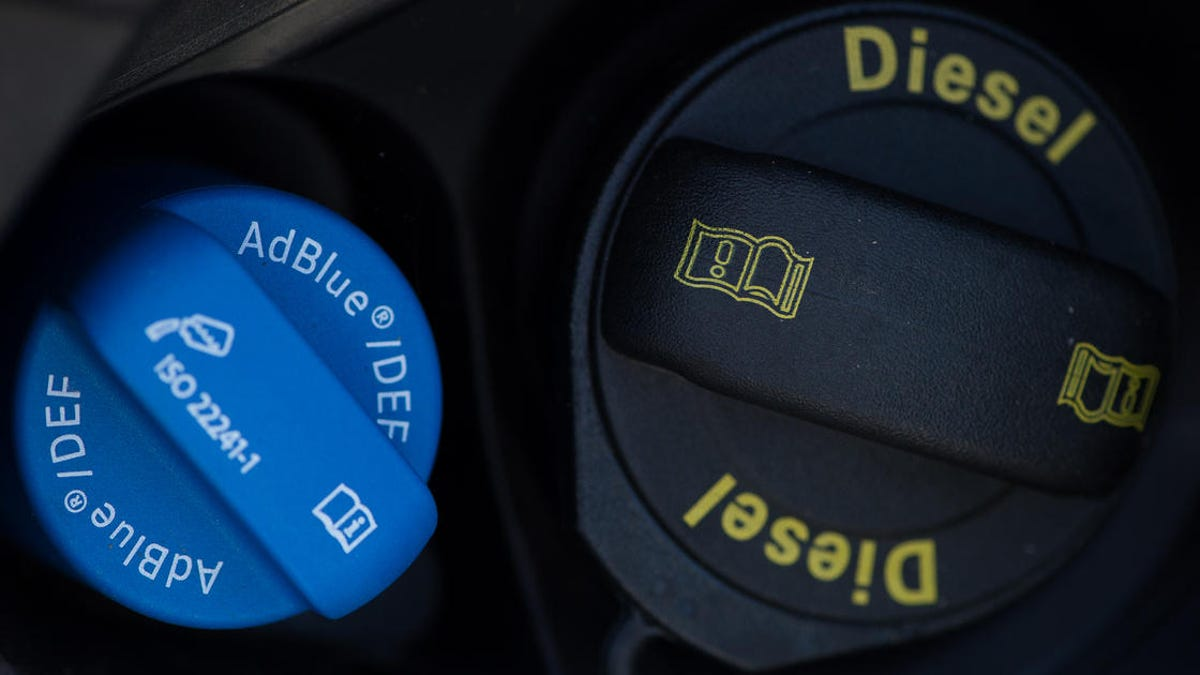 AdBlue®/DEF
ISO 22241-1
i
AdBlue®/DEF
Diesel
!
Diesel